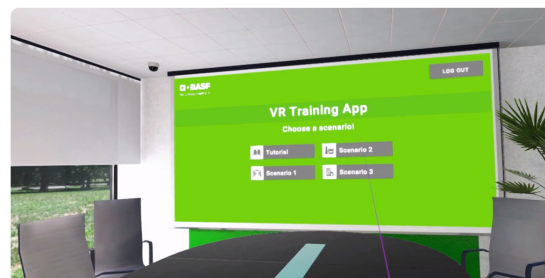 BASF
LOG OUT
VR Training App
Choose a scenario!
Tutorial
Scenario 2
Scenario 1
Scenario 3